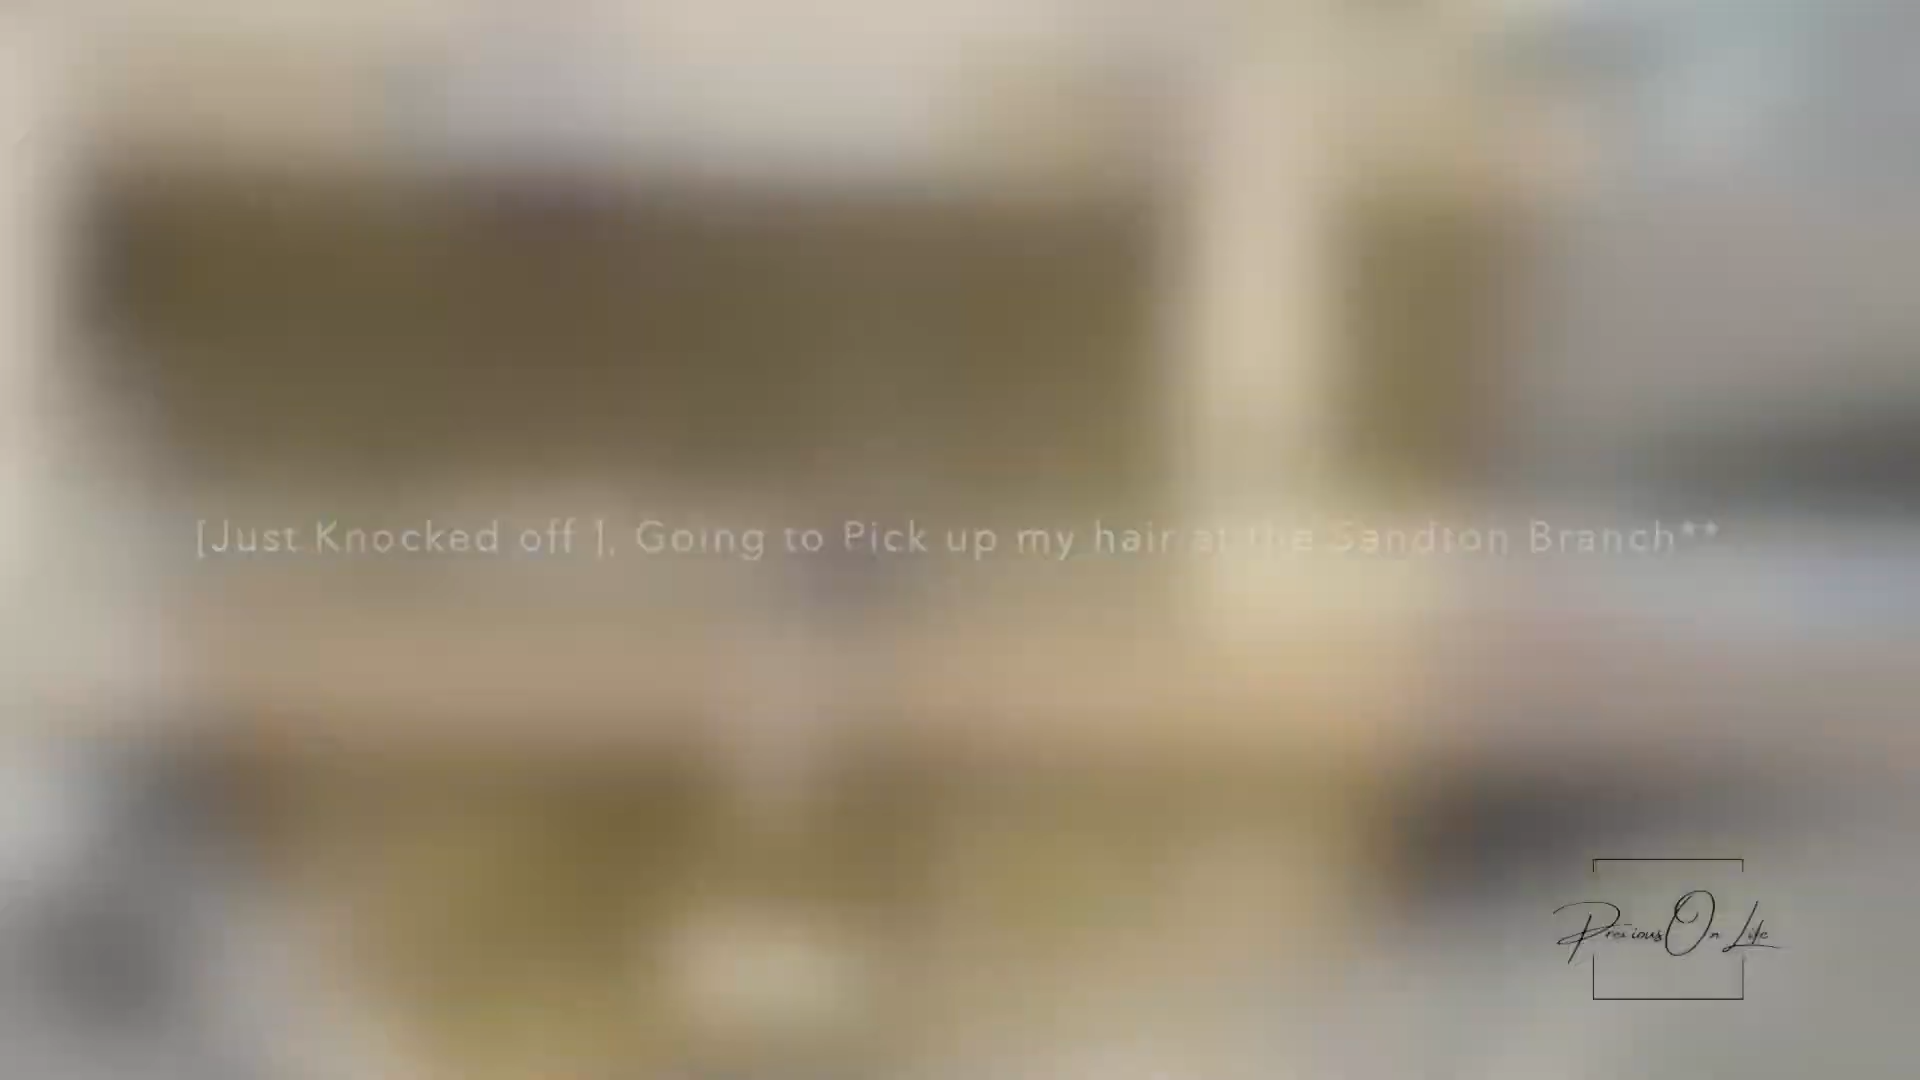 [Just Knocked off ], Going to Pick up my hair at the Sandton Branch**
Precious On Life